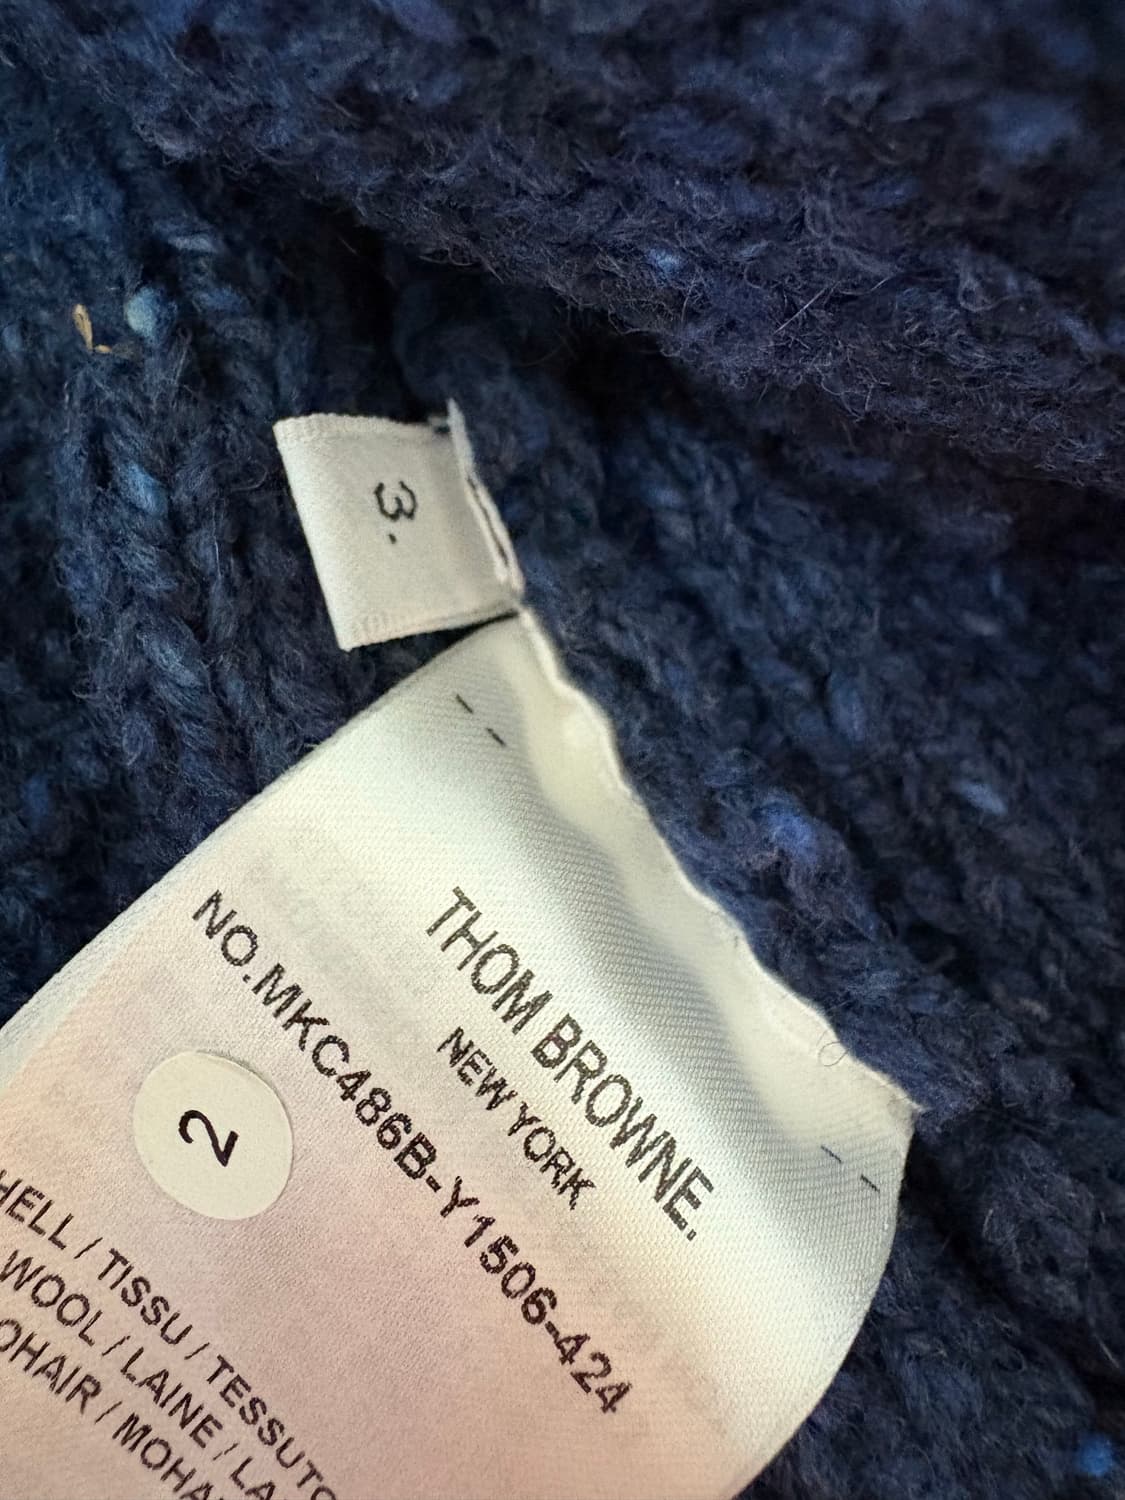 3.
THOM BROWNE.
NEW YORK
NO.MKC486B-Y1506-424
2
HELL / TISSU / TESSUTO
WOOL / LAINE / LA
OHAIR / MOHA